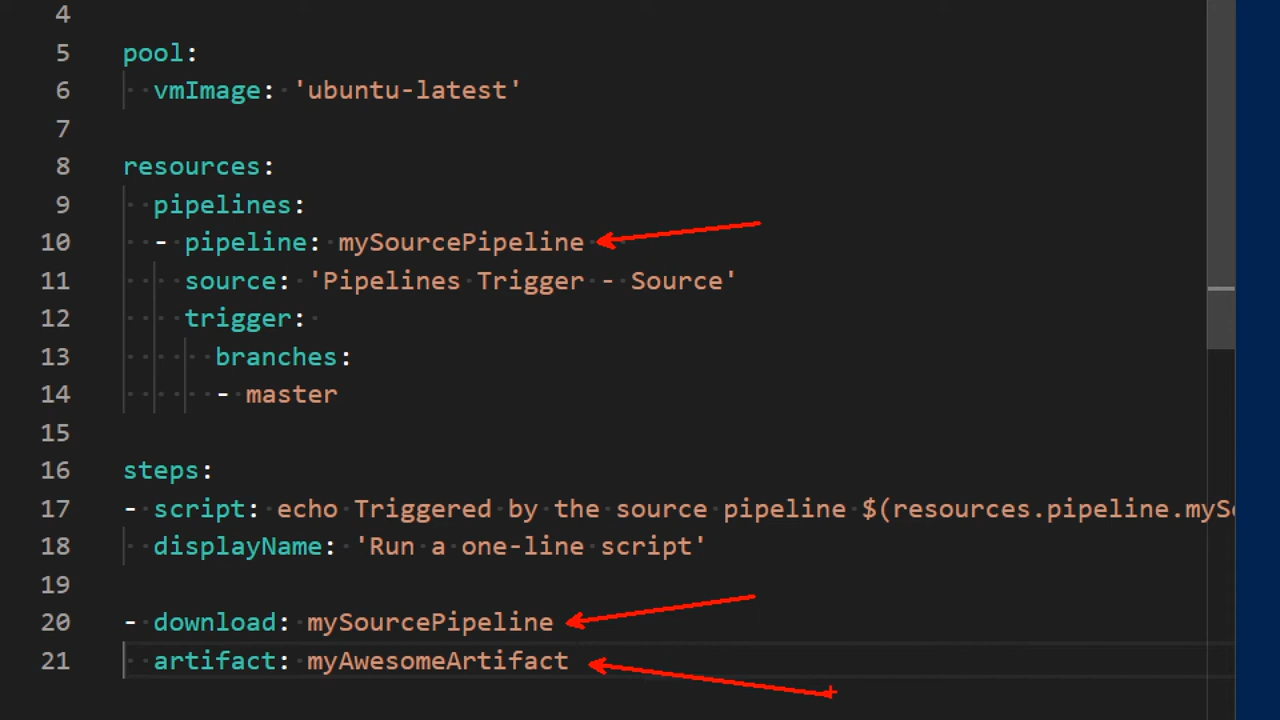 4
5 pool:
6 vmImage: 'ubuntu-latest'
7
8 resources:
9 pipelines:
10 - pipeline: mySourcePipeline
11 source: 'Pipelines Trigger - Source'
12 trigger:
13 branches:
14 - master
15
16 steps:
17 - script: echo Triggered by the source pipeline $(resources.pipeline.myS
18 displayName: 'Run a one-line script'
19
20 - download: mySourcePipeline
21 artifact: myAwesomeArtifact